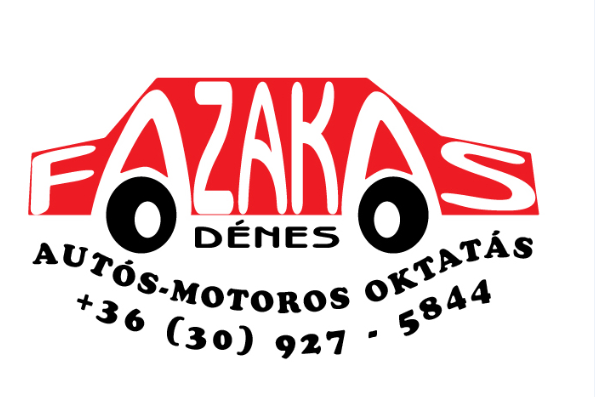 FAZAKAS
DÉNES
AUTÓS-MOTOROS OKTATÁS
+36 (30) 927 - 5844